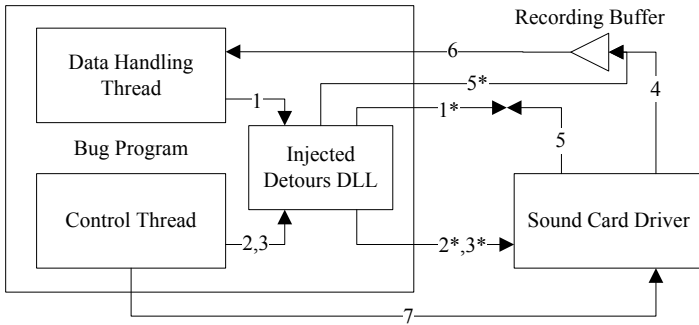 Recording Buffer
Data Handling
Thread
6
5*
4
1
1*
Bug Program
Injected
Detours DLL
5
Control Thread
2,3
2*,3*
Sound Card Driver
7